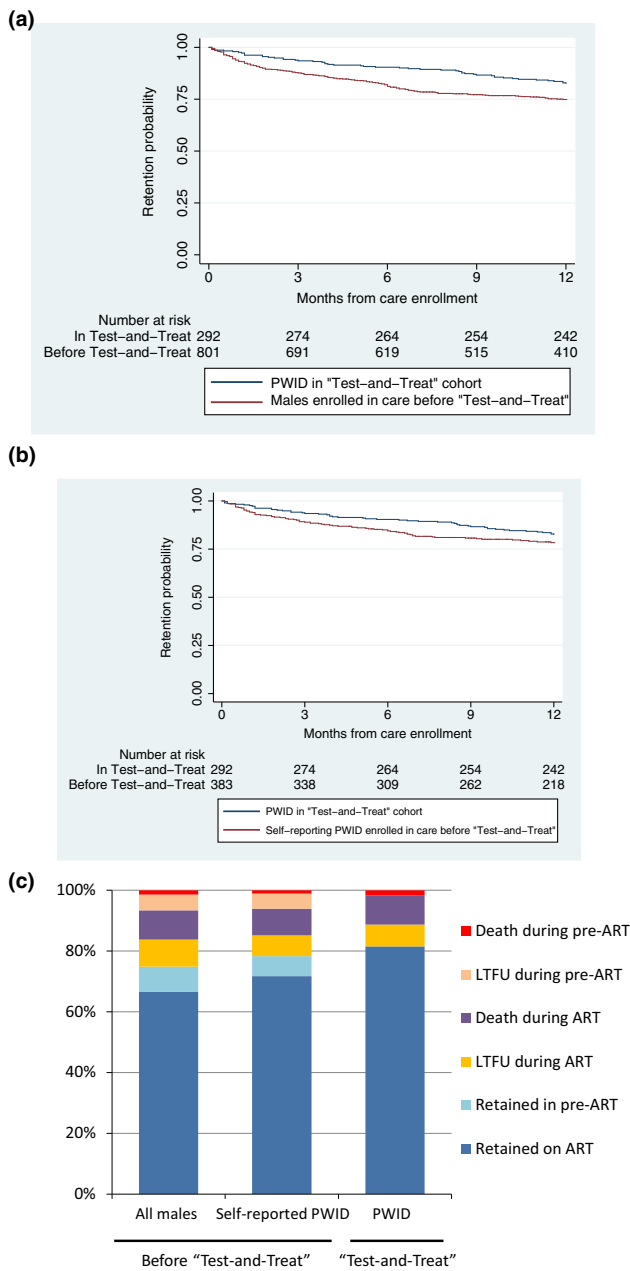 (a)
Retention probability
1.00
0.75
0.50
0.25
0.00
0 3 6 9 12
Months from care enrollment
Number at risk
In Test−and−Treat 292 274 264 254 242
Before Test−and−Treat 801 691 619 515 410
PWID in "Test−and−Treat" cohort
Males enrolled in care before "Test−and−Treat"
(b)
Retention probability
1.00
0.75
0.50
0.25
0.00
0 3 6 9 12
Months from care enrollment
Number at risk
In Test−and−Treat 292 274 264 254 242
Before Test−and−Treat 383 338 309 262 218
PWID in "Test−and−Treat" cohort
Self−reporting PWID enrolled in care before "Test−and−Treat"
(c)
100%
80%
60%
40%
20%
0%
Death during pre-ART
LTFU during pre-ART
Death during ART
LTFU during ART
Retained in pre-ART
Retained on ART
All males Self-reported PWID PWID
Before “Test-and-Treat” “Test-and-Treat”